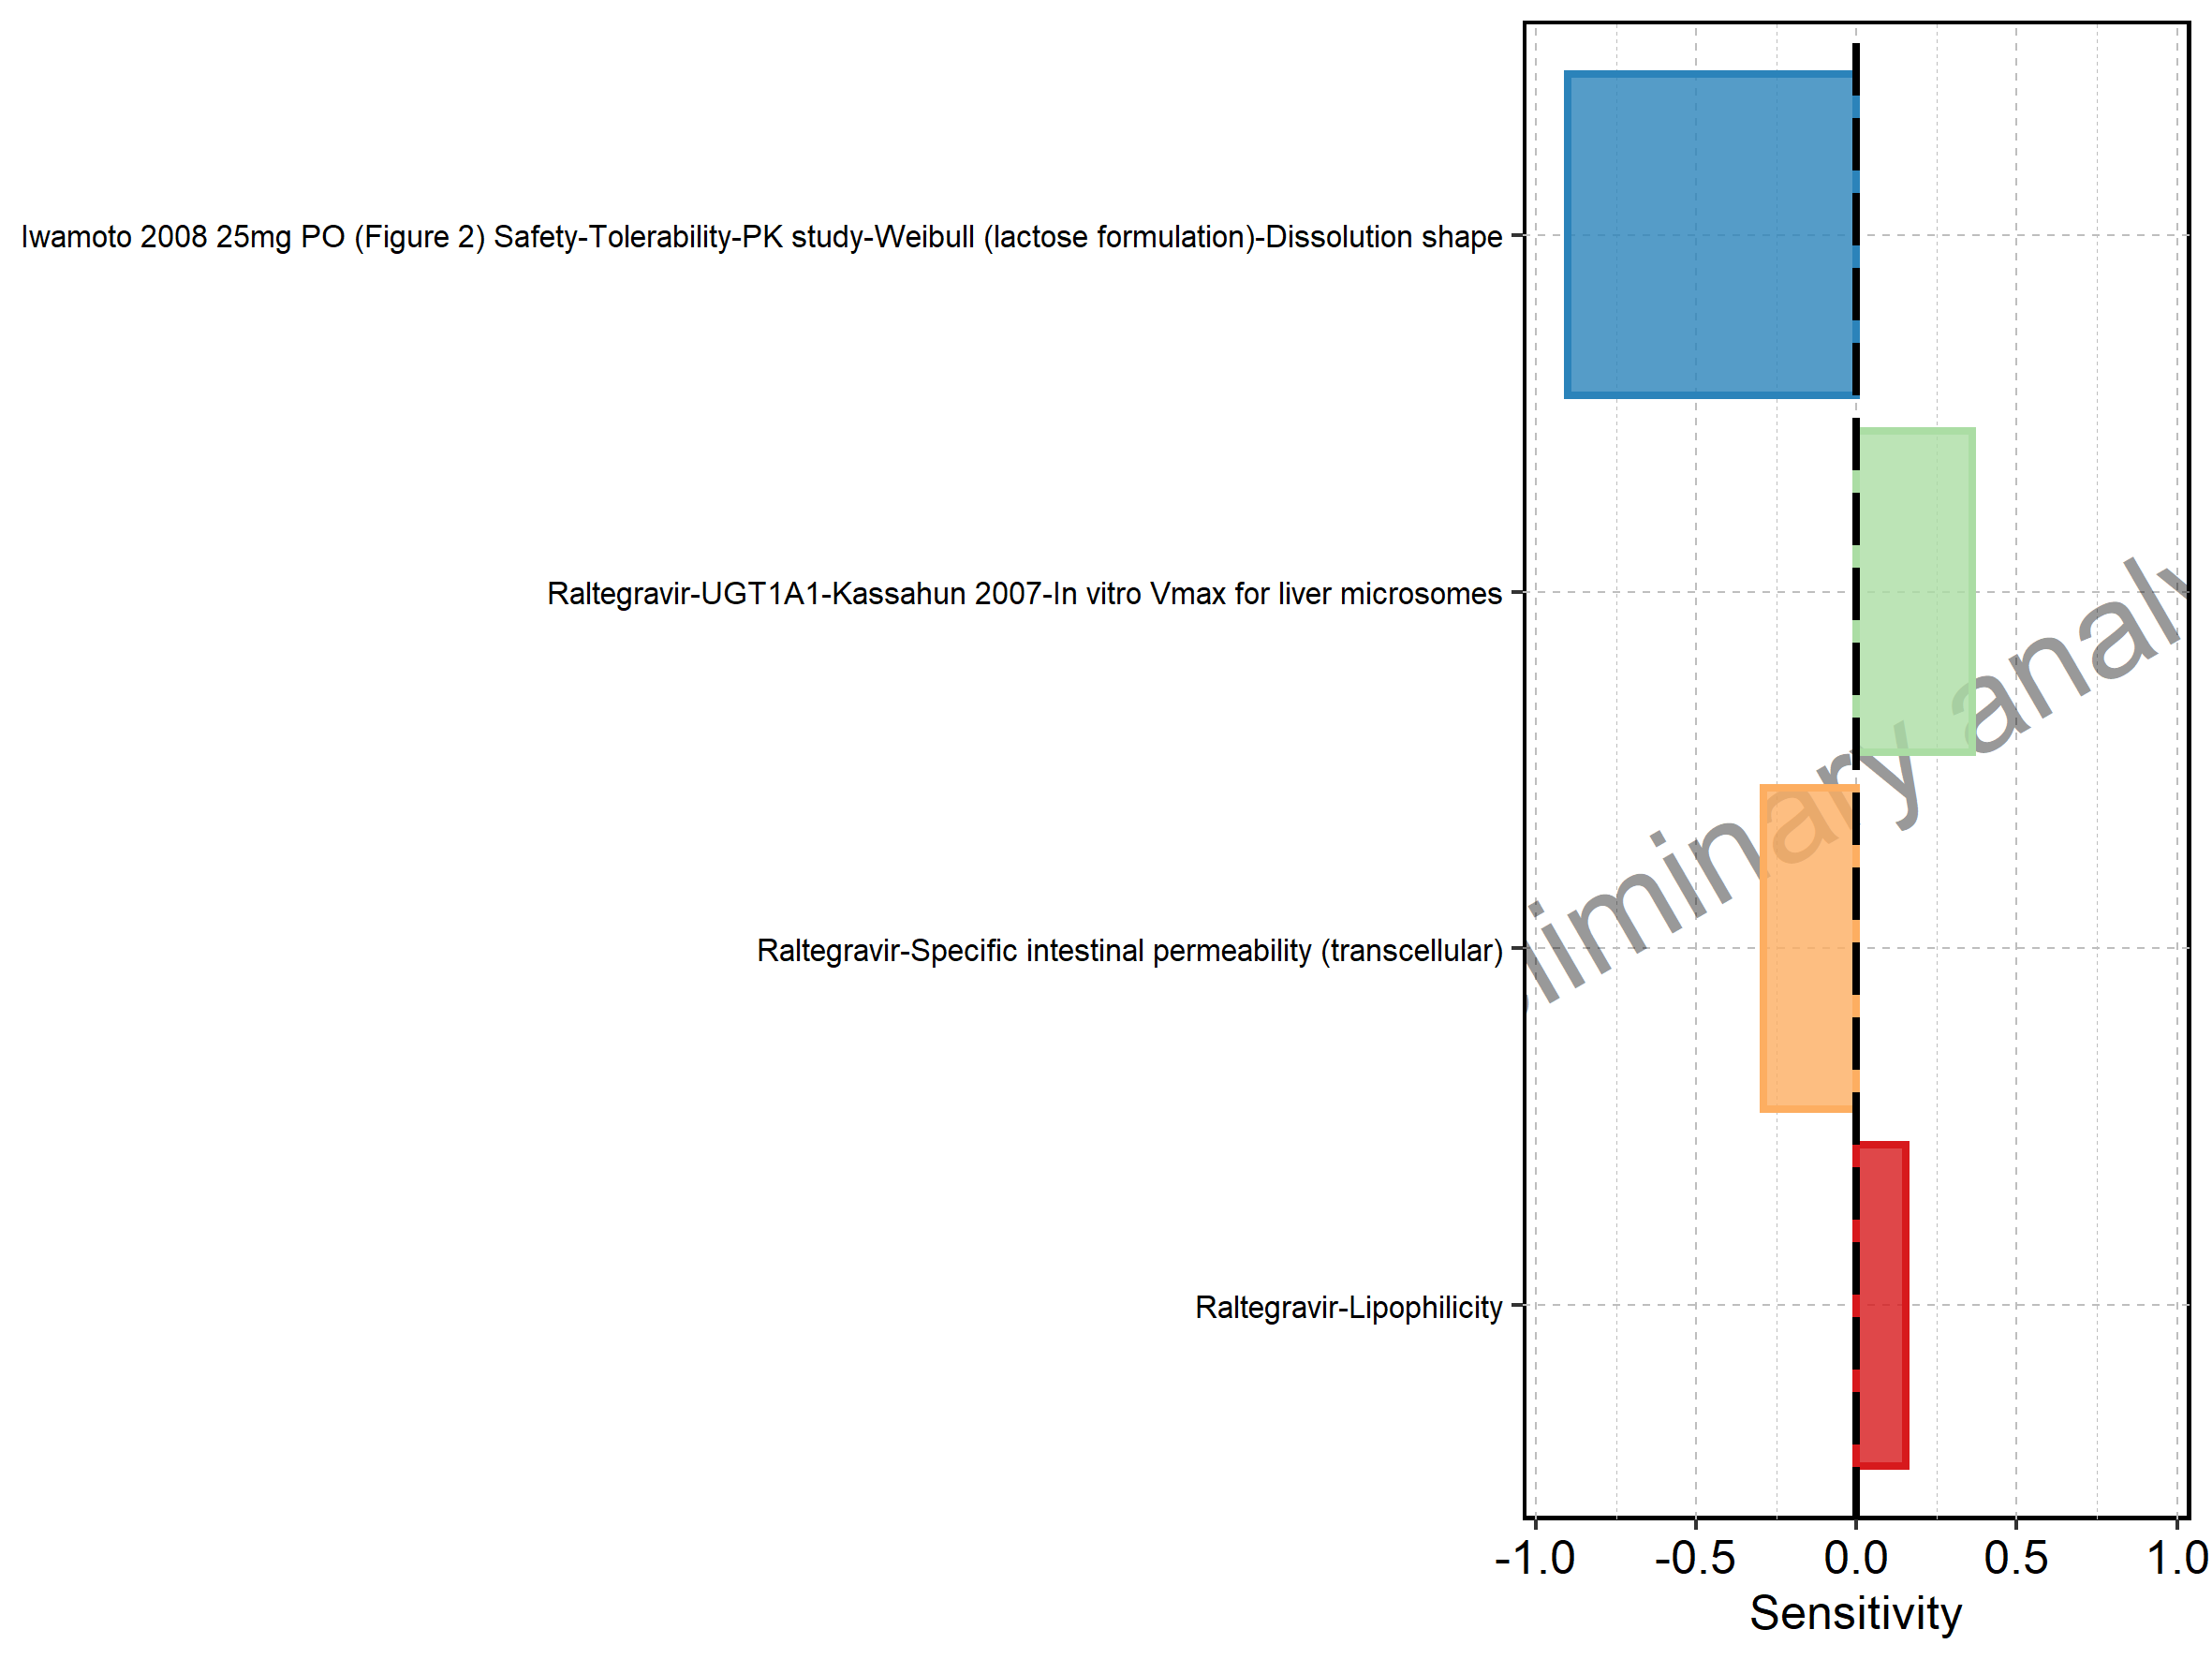 Iwamoto 2008 25mg PO (Figure 2) Safety-Tolerability-PK study-Weibull (lactose formulation)-Dissolution shape
Raltegravir-UGT1A1-Kassahun 2007-In vitro Vmax for liver microsomes
Raltegravir-Specific intestinal permeability (transcellular)
Raltegravir-Lipophilicity
liminary analy
-1.0 -0.5 0.0 0.5 1.0
Sensitivity